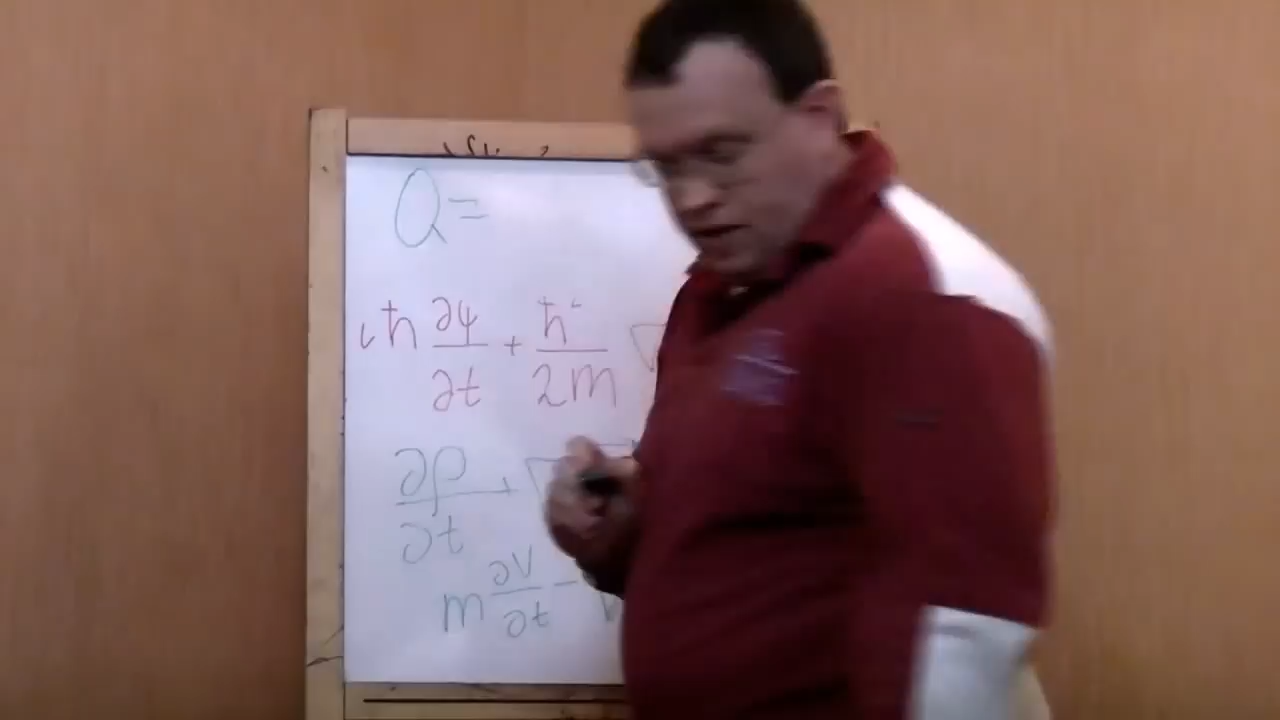 Q=
iħ ∂ψ/∂t + ħ²/2m ∇
∂ρ/∂t + ∇
m ∂V/∂t -